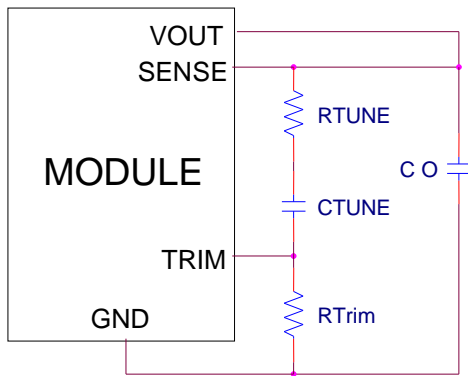 VOUT
SENSE
RTUNE
C O
MODULE
CTUNE
TRIM
RTrim
GND